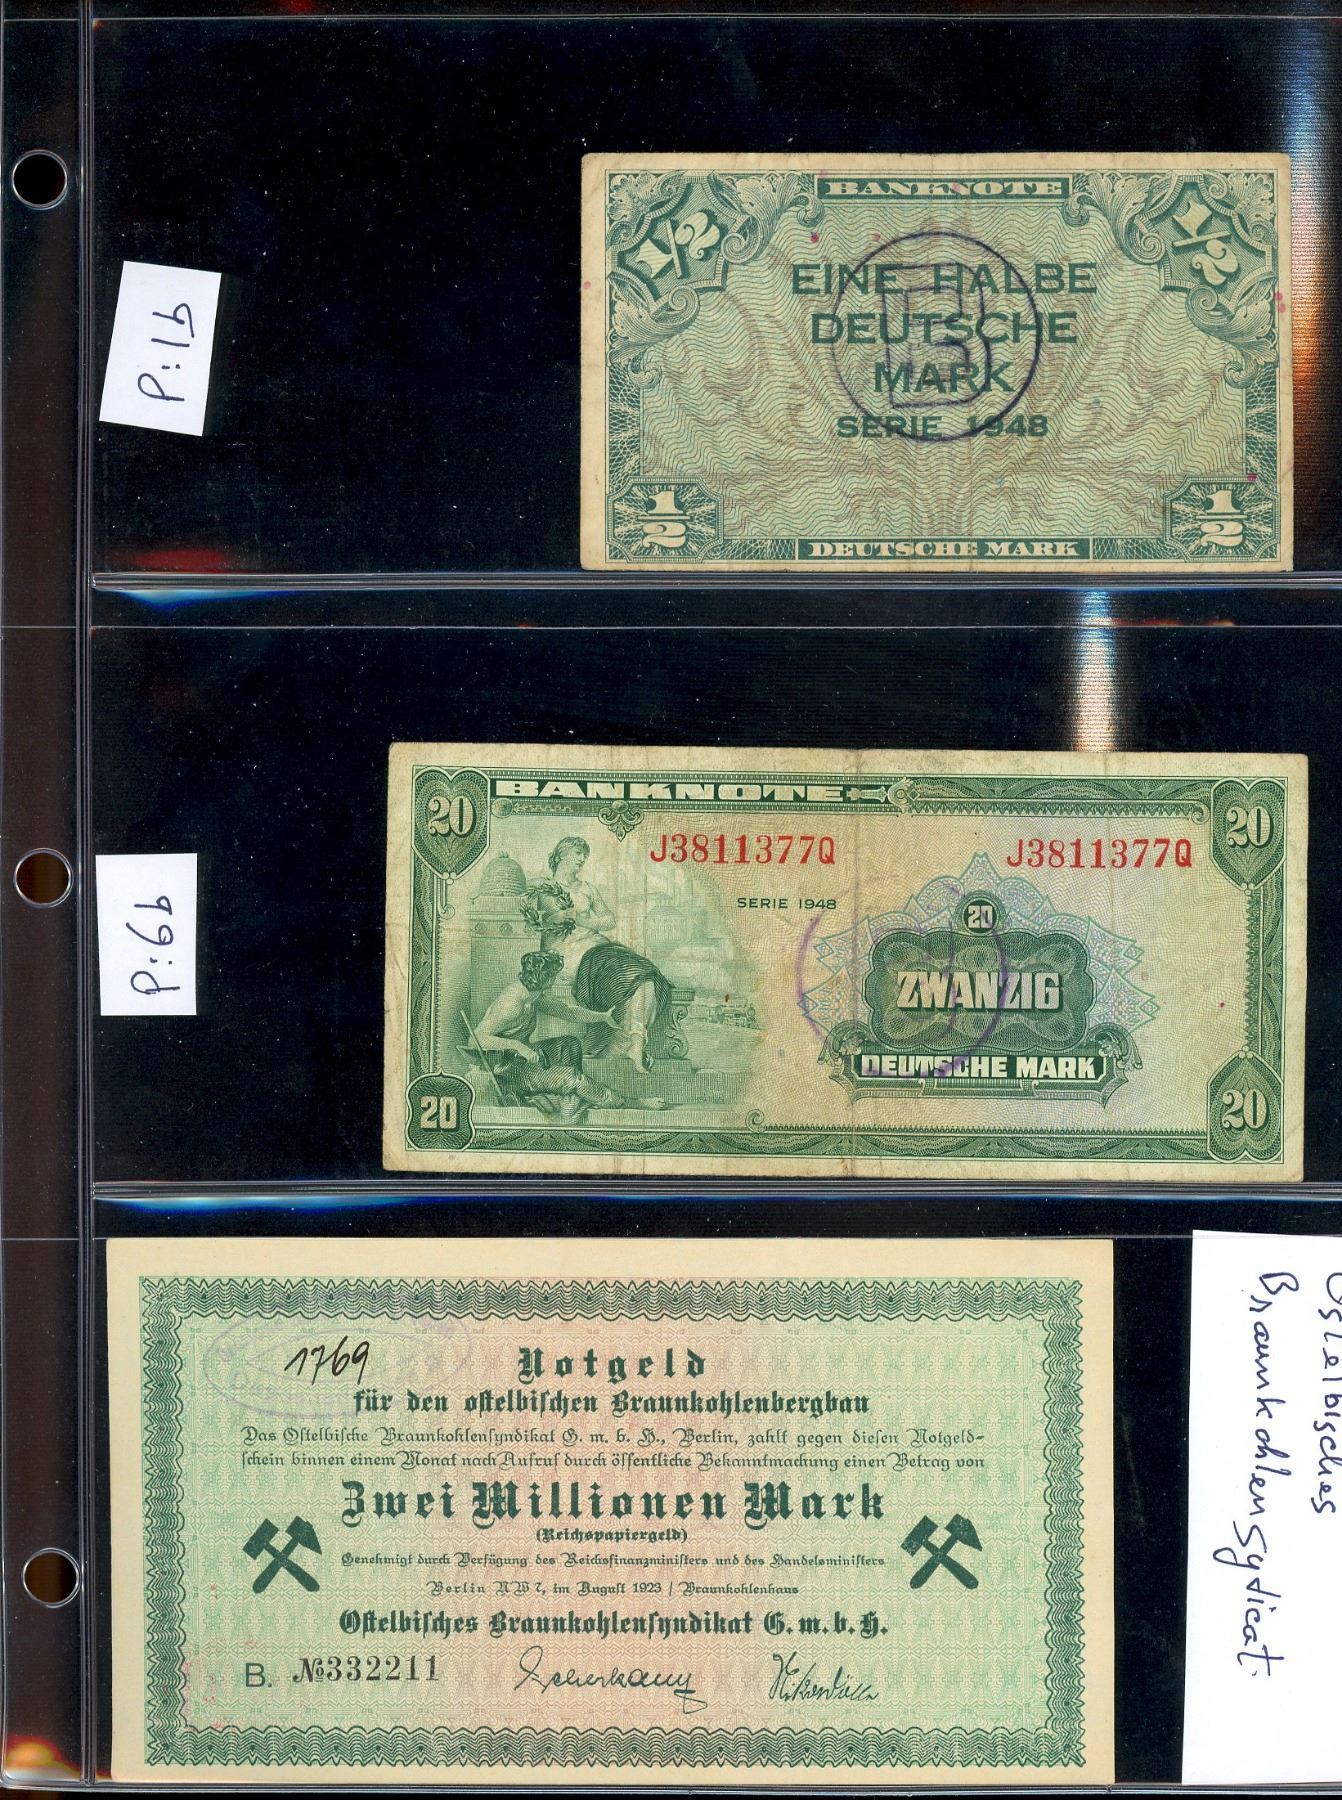 BANKNOTE
1/2
1/2
EINE HALBE
DEUTSCHE
MARK
SERIE 1948
B
1/2
1/2
DEUTSCHE MARK
BANKNOTE
20
20
J3811377Q
J3811377Q
SERIE 1948
20
ZWANZIG
DEUTSCHE MARK
20
20
1769
Notgeld
für den ostelbischen Braunkohlenbergbau
Das Ostelbische Braunkohlensyndikat G. m. b. H., Berlin, zahlt gegen diesen Notgeld-
schein binnen einem Monat nach Aufruf durch öffentliche Bekanntmachung einen Betrag von
Zwei Millionen Mark
(Reichspapiergeld)
Genehmigt durch Verfügung des Reichsfinanzministers und des Handelsministers
Berlin NW 7, im August 1923 / Braunkohlenhaus
Ostelbisches Braunkohlensyndikat G. m. b. H.
B. №332211
Ostelbisches
Braunkohlen Sydicat